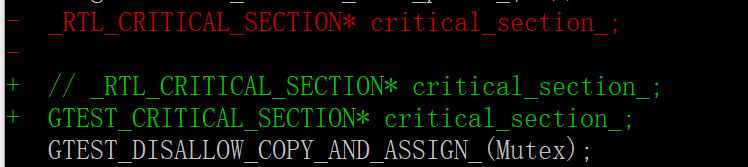 - _RTL_CRITICAL_SECTION* critical_section_;
-
+ // _RTL_CRITICAL_SECTION* critical_section_;
+ GTEST_CRITICAL_SECTION* critical_section_;
GTEST_DISALLOW_COPY_AND_ASSIGN_(Mutex);